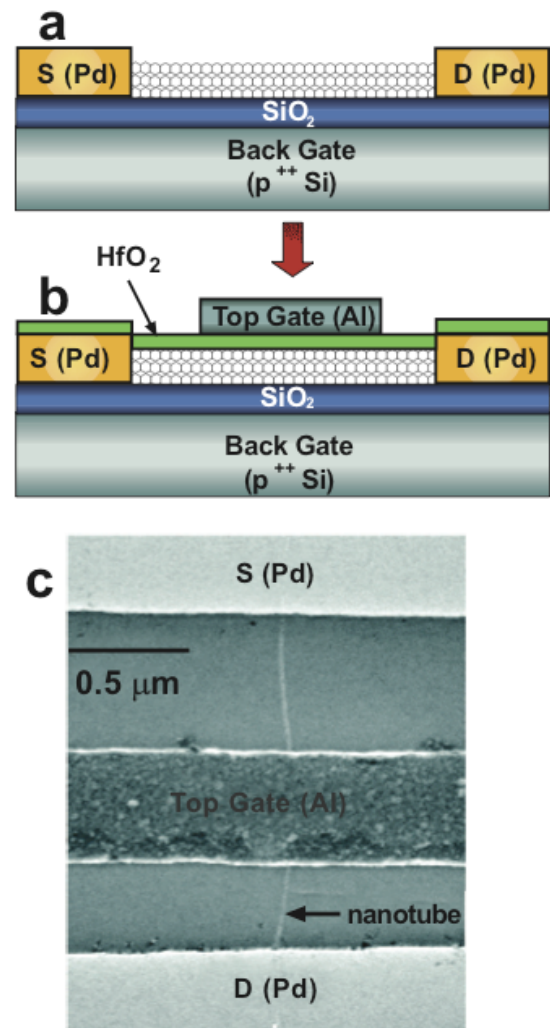 a
S (Pd)
D (Pd)
SiO₂
Back Gate
(p⁺⁺Si)
HfO₂
b
Top Gate (Al)
S (Pd)
D (Pd)
SiO₂
Back Gate
(p⁺⁺Si)
c
S (Pd)
0.5 μm
Top Gate (Al)
nanotube
D (Pd)